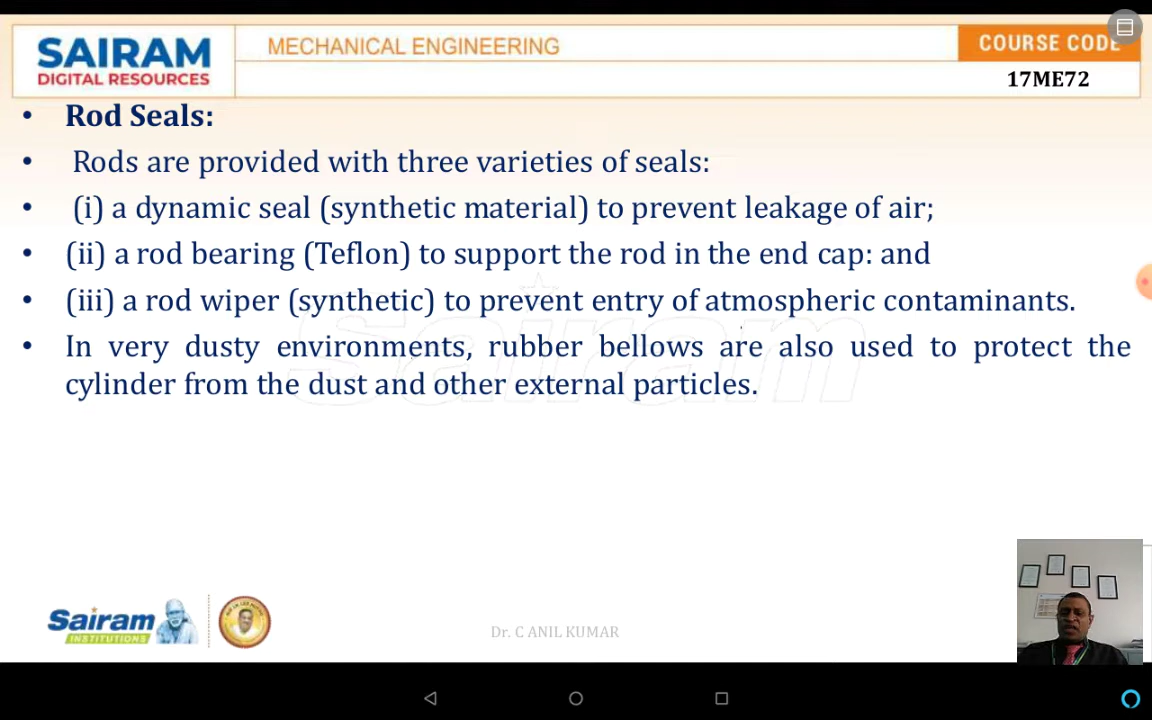 SAIRAM
DIGITAL RESOURCES
MECHANICAL ENGINEERING
COURSE CODE
17ME72
• Rod Seals:
• Rods are provided with three varieties of seals:
• (i) a dynamic seal (synthetic material) to prevent leakage of air;
• (ii) a rod bearing (Teflon) to support the rod in the end cap: and
• (iii) a rod wiper (synthetic) to prevent entry of atmospheric contaminants.
• In very dusty environments, rubber bellows are also used to protect the
cylinder from the dust and other external particles.
Sairam
Sairam
INSTITUTIONS
Dr. C ANIL KUMAR